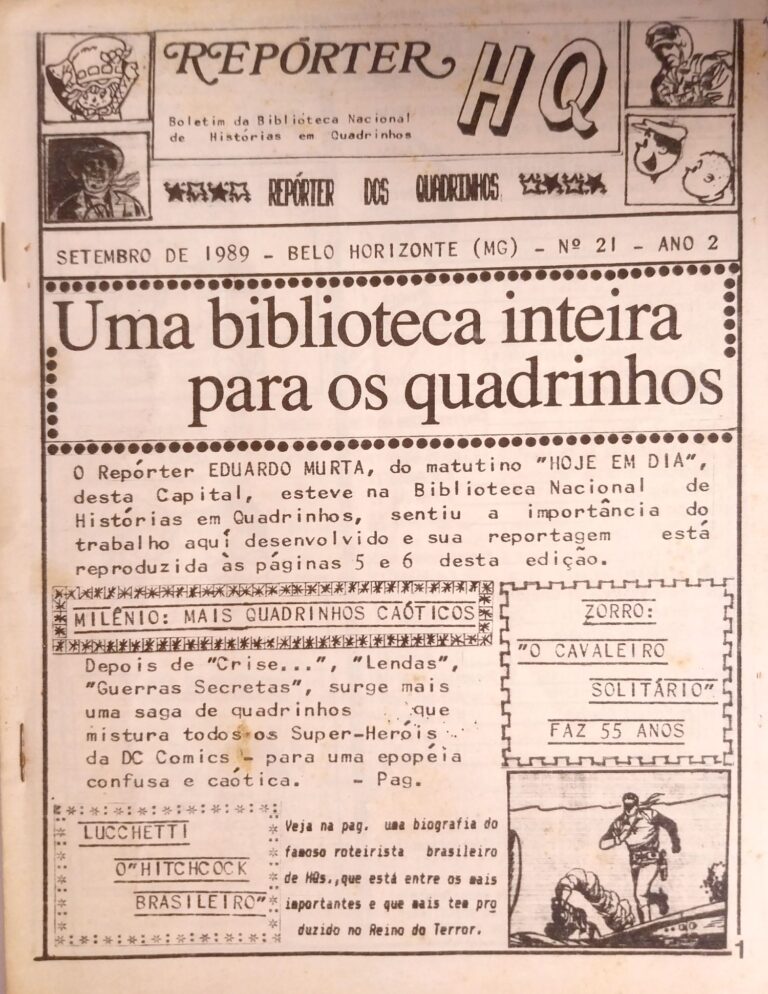 REPÓRTER HQ
Boletim da Biblioteca Nacional
de Histórias em Quadrinhos
REPÓRTER DOS QUADRINHOS
SETEMBRO DE 1989 - BELO HORIZONTE (MG) - Nº 21 - ANO 2
Uma biblioteca inteira
para os quadrinhos
O Repórter EDUARDO MURTA, do matutino "HOJE EM DIA",
desta Capital, esteve na Biblioteca Nacional de
Histórias em Quadrinhos, sentiu a importância do
trabalho aquí desenvolvido e sua reportagem está
reproduzida às páginas 5 e 6 desta edição.
MILÊNIO: MAIS QUADRINHOS CAÓTICOS
Depois de "Crise...", "Lendas",
"Guerras Secretas", surge mais
uma saga de quadrinhos que
mistura todos os Super-Heróis
da DC Comics - para uma epopéia
confusa e caótica. - Pag.
ZORRO:
"O CAVALEIRO
SOLITÁRIO"
FAZ 55 ANOS
LUCCHETTI
O"HITCHCOCK
BRASILEIRO"
Veja na pag. uma biografia do
famoso roteirista brasileiro
de HQs.,que está entre os mais
importantes e que mais tem pro
duzido no Reino do Terror.
1